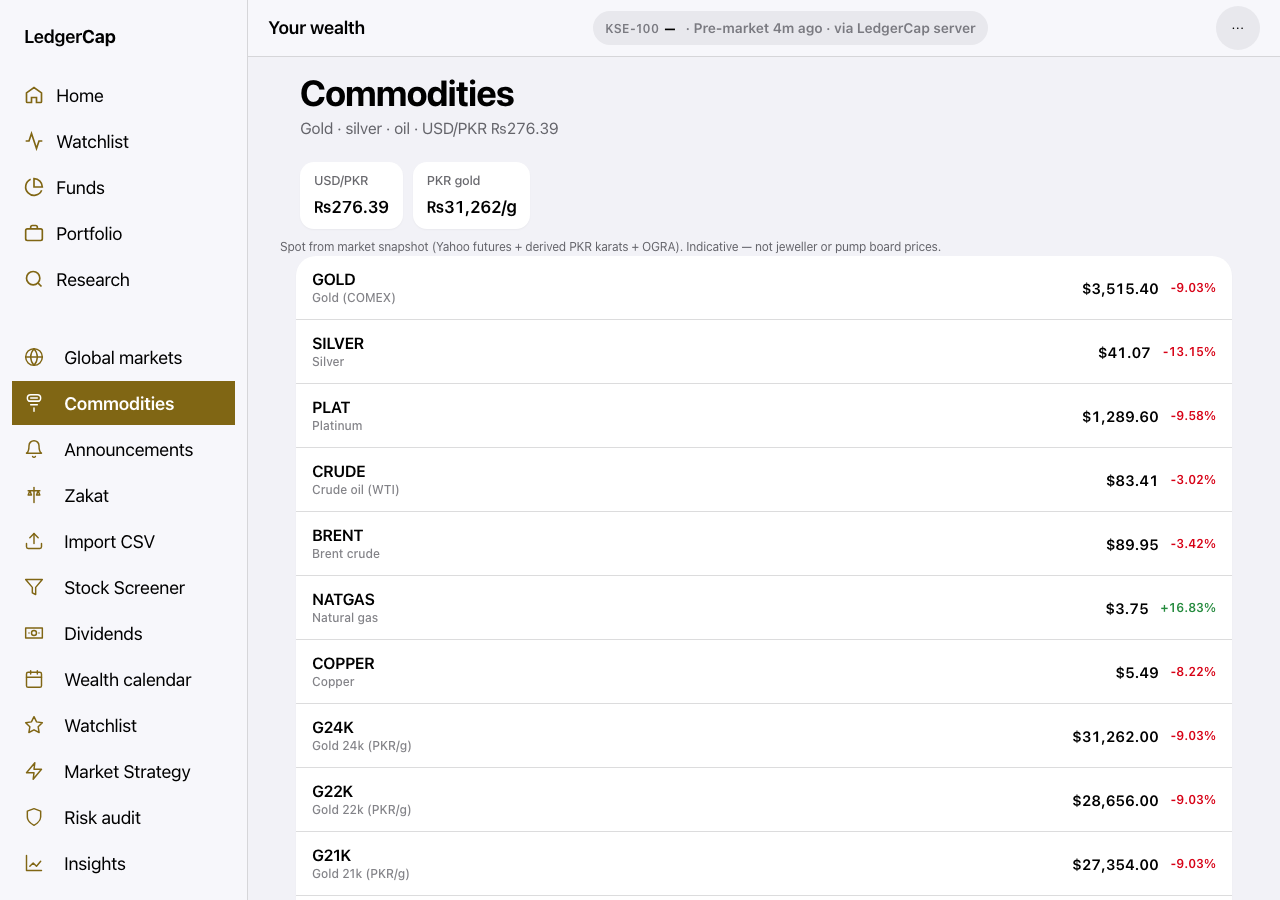 LedgerCap
Home
Watchlist
Funds
Portfolio
Research
Global markets
Commodities
Announcements
Zakat
Import CSV
Stock Screener
Dividends
Wealth calendar
Watchlist
Market Strategy
Risk audit
Insights
Your wealth
KSE-100 — · Pre-market 4m ago · via LedgerCap server
...
Commodities
Gold · silver · oil · USD/PKR ₨276.39
USD/PKR
₨276.39
PKR gold
₨31,262/g
Spot from market snapshot (Yahoo futures + derived PKR karats + OGRA). Indicative — not jeweller or pump board prices.
GOLD
Gold (COMEX)
$3,515.40 -9.03%
SILVER
Silver
$41.07 -13.15%
PLAT
Platinum
$1,289.60 -9.58%
CRUDE
Crude oil (WTI)
$83.41 -3.02%
BRENT
Brent crude
$89.95 -3.42%
NATGAS
Natural gas
$3.75 +16.83%
COPPER
Copper
$5.49 -8.22%
G24K
Gold 24k (PKR/g)
$31,262.00 -9.03%
G22K
Gold 22k (PKR/g)
$28,656.00 -9.03%
G21K
Gold 21k (PKR/g)
$27,354.00 -9.03%